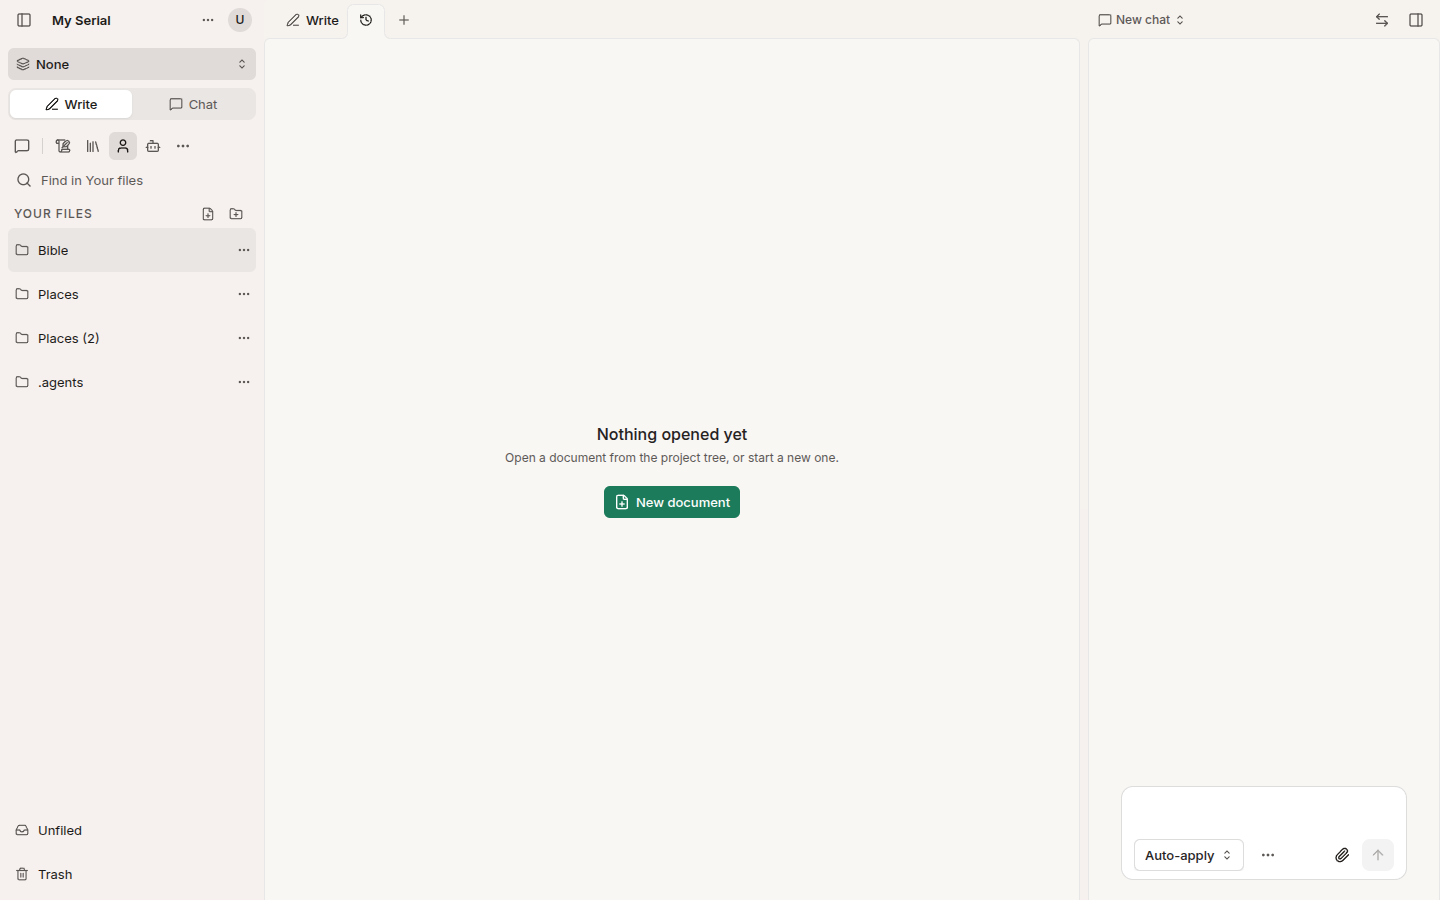 My Serial
U
Write
New chat
None
Write
Chat
Find in Your files
YOUR FILES
Bible
Places
Places (2)
.agents
Nothing opened yet
Open a document from the project tree, or start a new one.
New document
Unfiled
Trash
Auto-apply